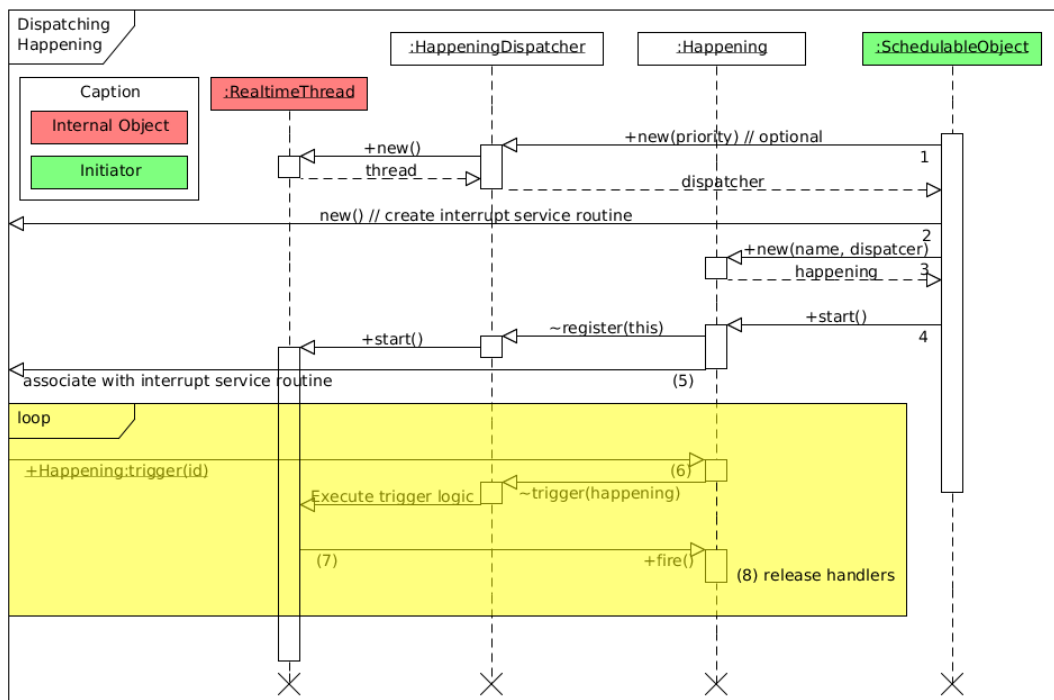 Dispatching
Happening
:HappeningDispatcher
:Happening
:SchedulableObject
Caption
Internal Object
Initiator
:RealtimeThread
+new(priority) // optional
1
+new()
thread
dispatcher
new() // create interrupt service routine
2
+new(name, dispatcer)
happening
3
+start()
~register(this)
+start()
4
associate with interrupt service routine
(5)
loop
+Happening:trigger(id)
(6)
~trigger(happening)
Execute trigger logic
(7)
+fire()
(8) release handlers